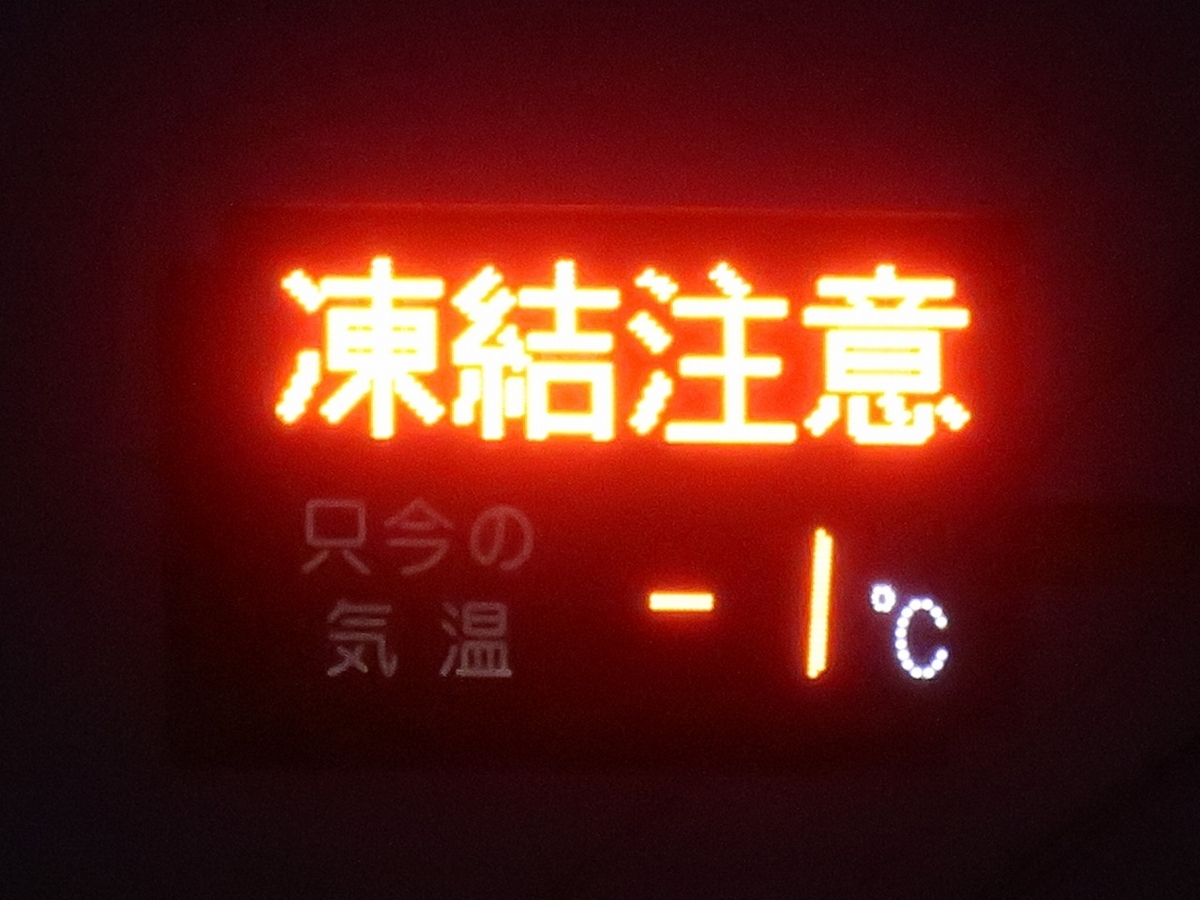 凍結注意
只今の
気温 -1℃